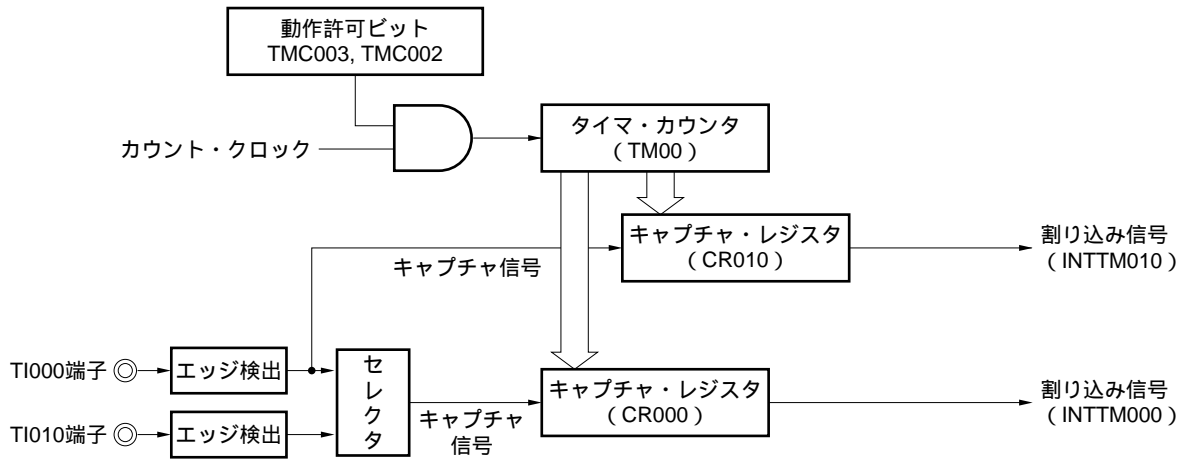 動作許可ビット
TMC003, TMC002
カウント・クロック
タイマ・カウンタ
（TM00）
キャプチャ・レジスタ
（CR010）
割り込み信号
（INTTM010）
キャプチャ信号
TI000端子
エッジ検出
セレクタ
キャプチャ・レジスタ
（CR000）
割り込み信号
（INTTM000）
キャプチャ
信号
TI010端子
エッジ検出